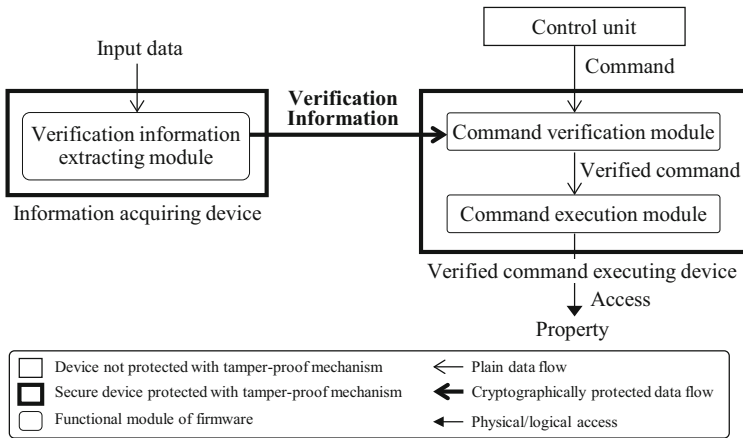 Input data
Control unit
Command
Verification
Information
Verification information
extracting module
Command verification module
Verified command
Command execution module
Information acquiring device
Verified command executing device
Access
Property
Device not protected with tamper-proof mechanism
Secure device protected with tamper-proof mechanism
Functional module of firmware
Plain data flow
Cryptographically protected data flow
Physical/logical access